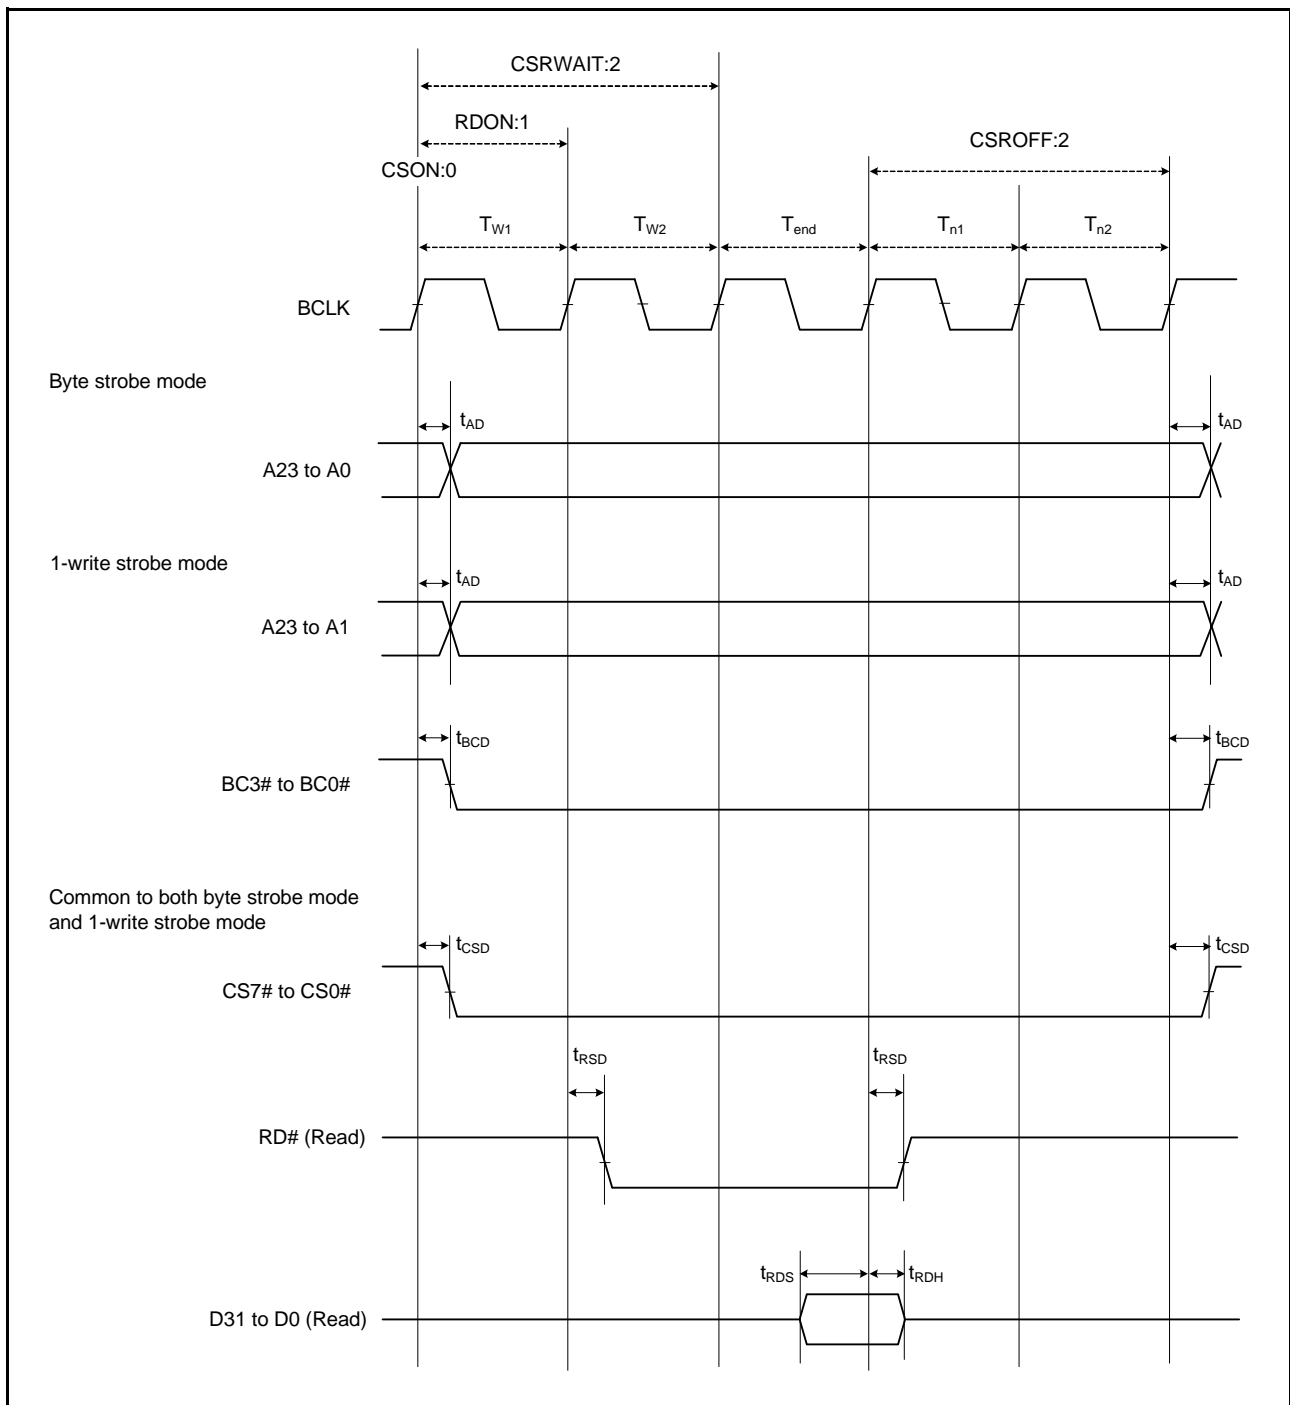 CSRWAIT:2
RDON:1
CSROFF:2
CSON:0
TW1 TW2 Tend Tn1 Tn2
BCLK
Byte strobe mode
tAD tAD
A23 to A0
1-write strobe mode
tAD tAD
A23 to A1
tBCD tBCD
BC3# to BC0#
Common to both byte strobe mode
and 1-write strobe mode
tCSD tCSD
CS7# to CS0#
tRSD tRSD
RD# (Read)
tRDS tRDH
D31 to D0 (Read)